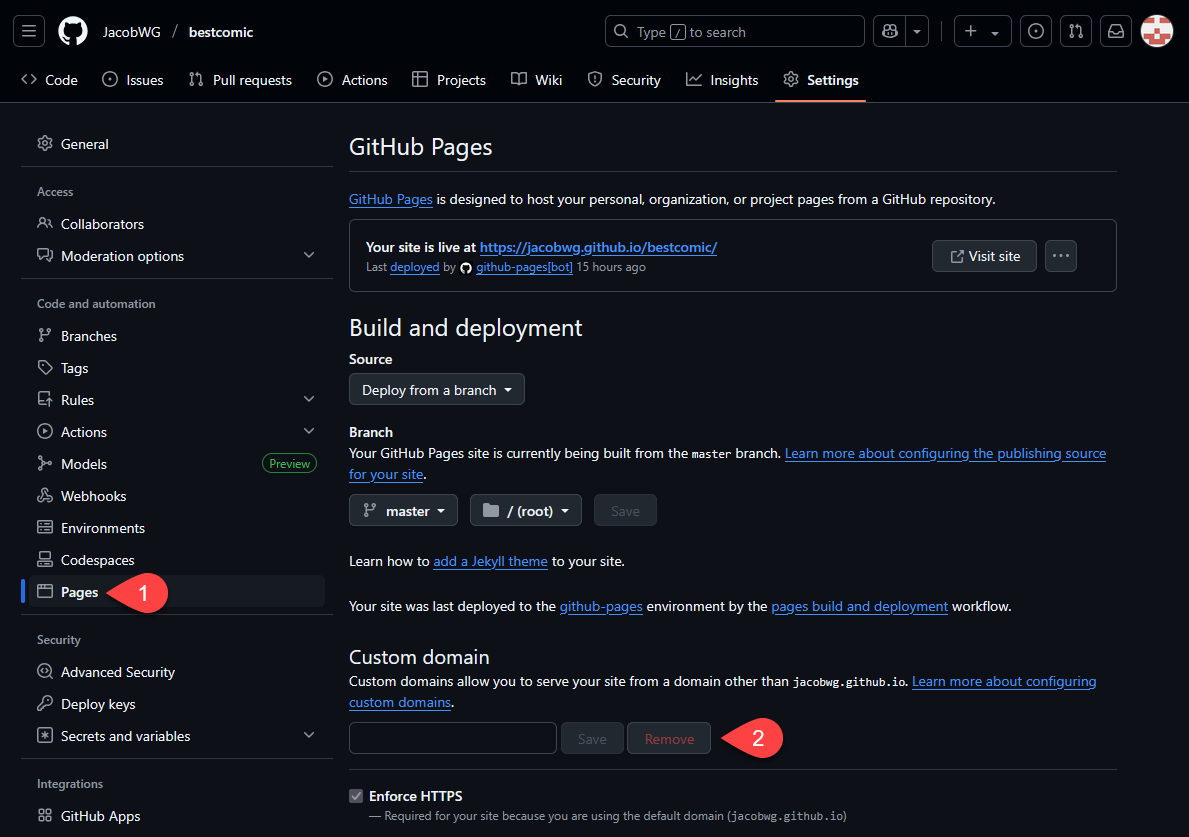 JacobWG / bestcomic
Type / to search
Code
Issues
Pull requests
Actions
Projects
Wiki
Security
Insights
Settings
General
Access
Collaborators
Moderation options
Code and automation
Branches
Tags
Rules
Actions
Models Preview
Webhooks
Environments
Codespaces
Pages
1
Security
Advanced Security
Deploy keys
Secrets and variables
Integrations
GitHub Apps
GitHub Pages
GitHub Pages is designed to host your personal, organization, or project pages from a GitHub repository.
Your site is live at https://jacobwg.github.io/bestcomic/
Last deployed by github-pages[bot] 15 hours ago
Visit site
Build and deployment
Source
Deploy from a branch
Branch
Your GitHub Pages site is currently being built from the master branch. Learn more about configuring the publishing source
for your site.
master
/ (root)
Save
Learn how to add a Jekyll theme to your site.
Your site was last deployed to the github-pages environment by the pages build and deployment workflow.
Custom domain
Custom domains allow you to serve your site from a domain other than jacobwg.github.io. Learn more about configuring
custom domains.
Save
Remove
2
Enforce HTTPS
— Required for your site because you are using the default domain (jacobwg.github.io)